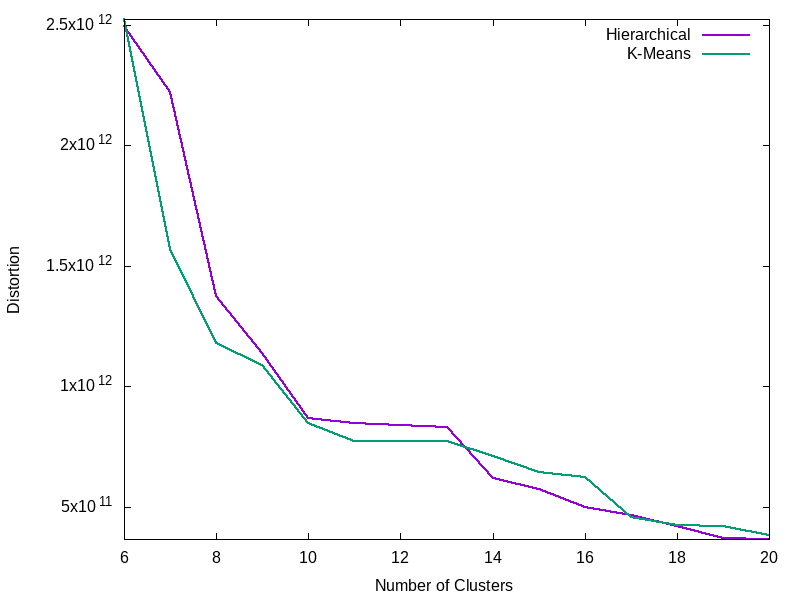 2.5x10^12
2x10^12
1.5x10^12
1x10^12
5x10^11
Distortion
Hierarchical
K-Means
6 8 10 12 14 16 18 20
Number of Clusters